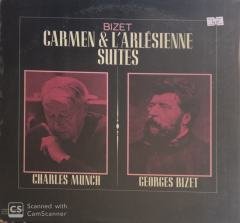 BIZET
CARMEN & L'ARLÉSIENNE
SUITES
CHARLES MUNCH
GEORGES BIZET
CS
Scanned with
CamScanner